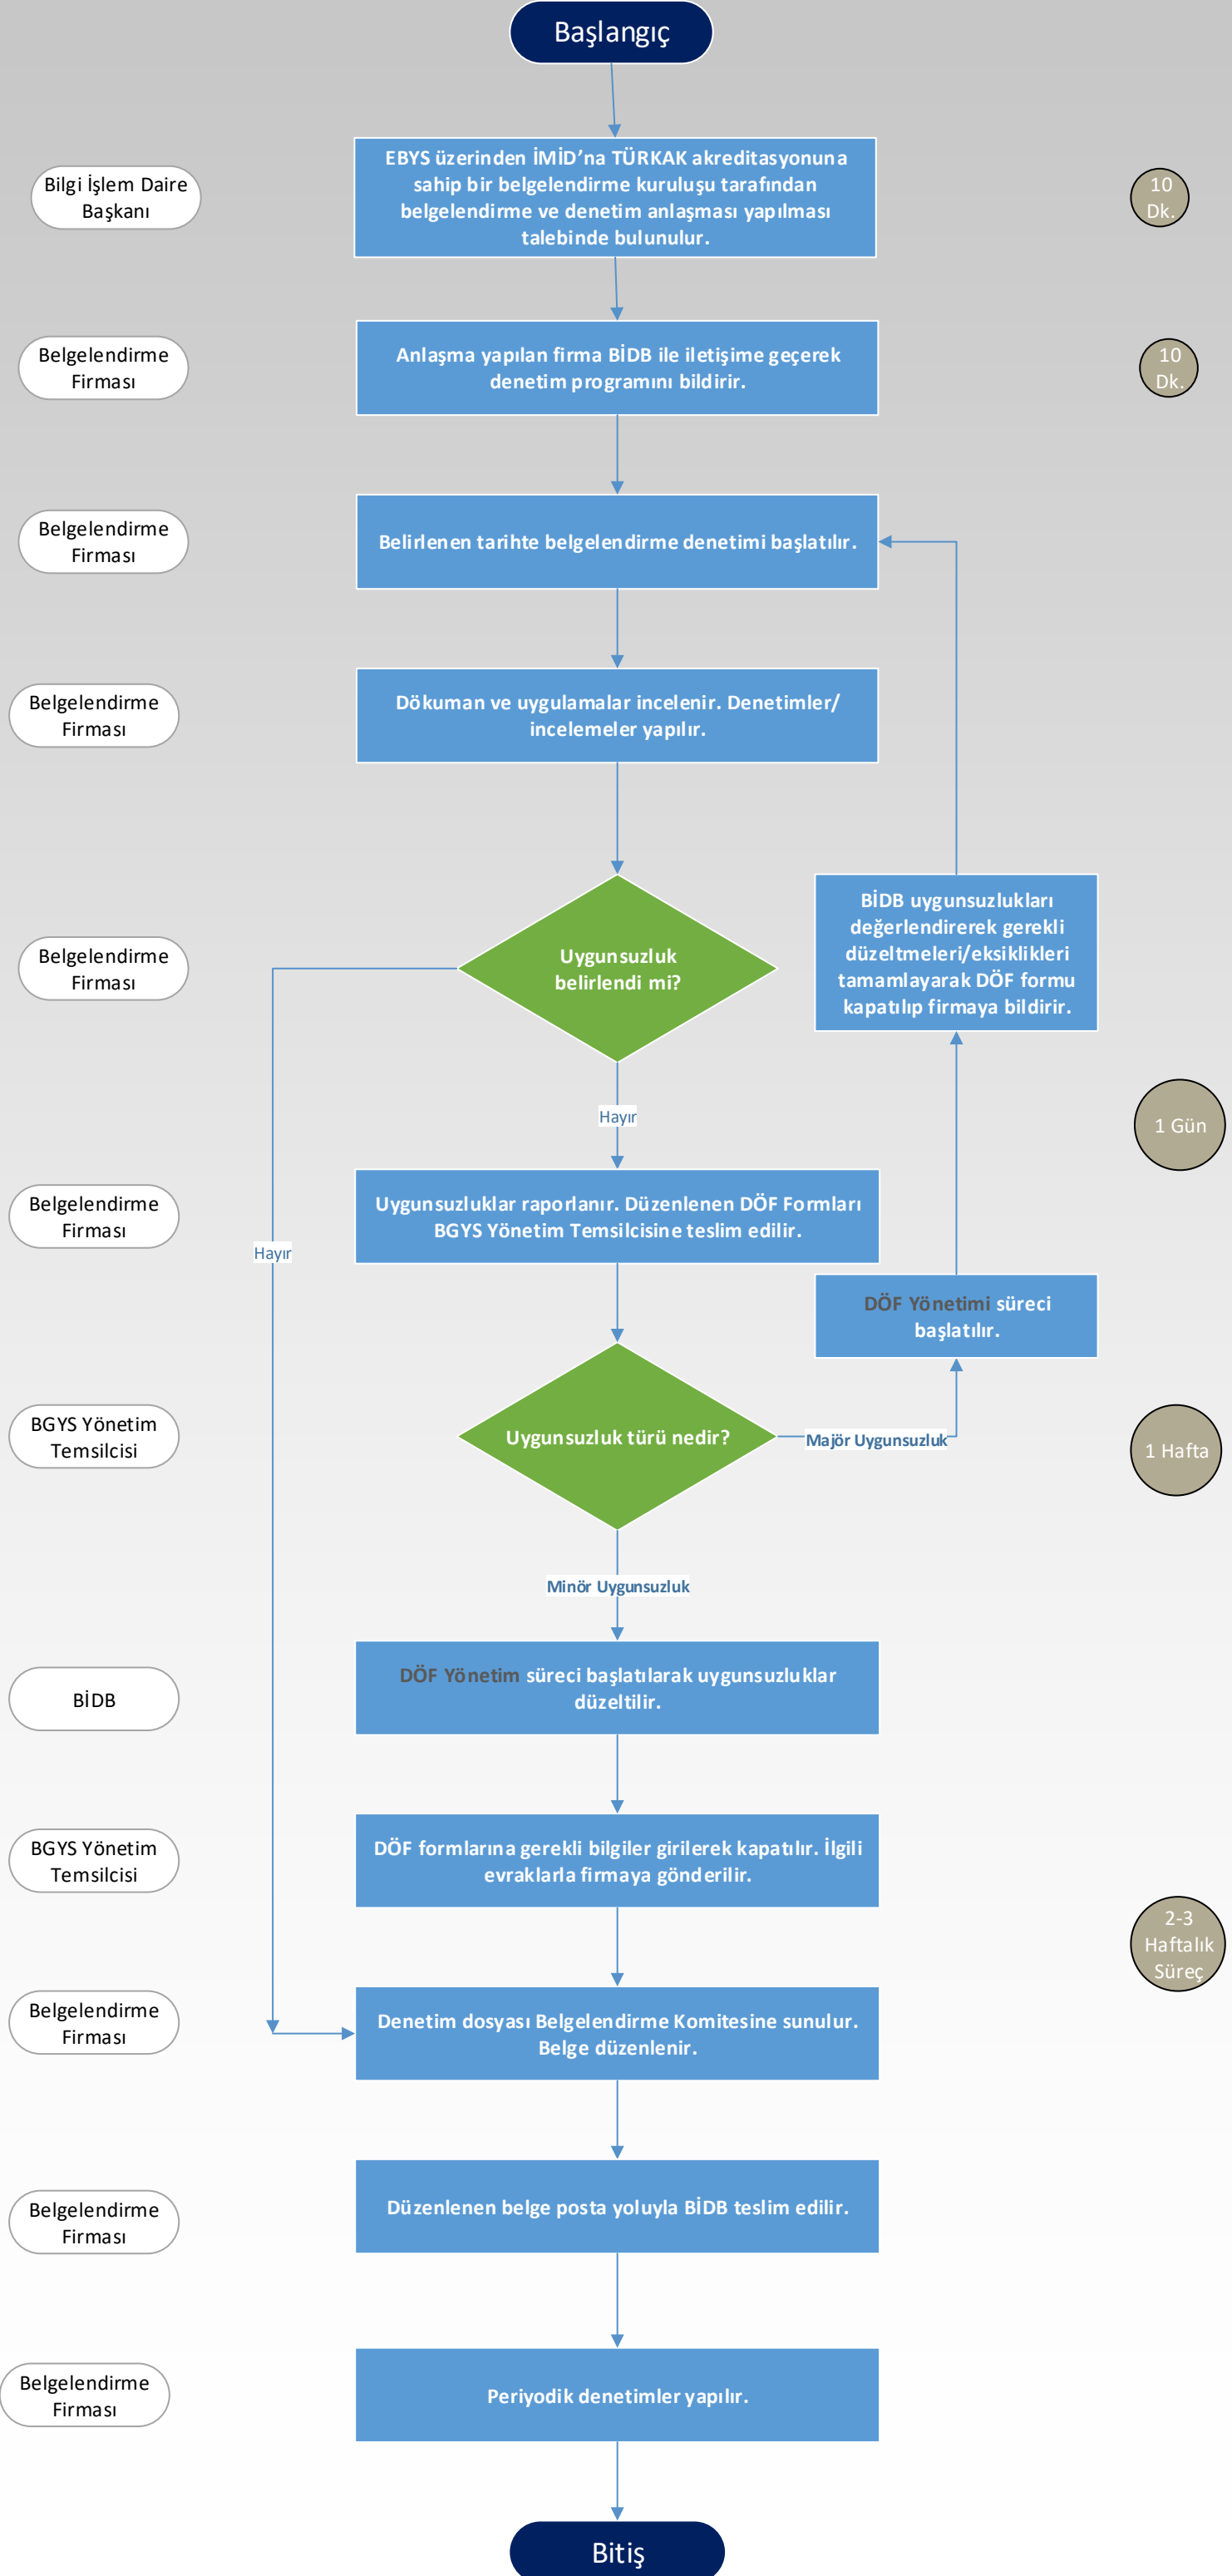 Başlangıç
Bilgi İşlem Daire
Başkanı
EBYS üzerinden İMİD’na TÜRKAK akreditasyonuna
sahip bir belgelendirme kuruluşu tarafından
belgelendirme ve denetim anlaşması yapılması
talebinde bulunulur.
10
Dk.
Belgelendirme
Firması
Anlaşma yapılan firma BİDB ile iletişime geçerek
denetim programını bildirir.
10
Dk.
Belgelendirme
Firması
Belirlenen tarihte belgelendirme denetimi başlatılır.
Belgelendirme
Firması
Dökuman ve uygulamalar incelenir. Denetimler/
incelemeler yapılır.
Belgelendirme
Firması
Uygunsuzluk
belirlendi mi?
BİDB uygunsuzlukları
değerlendirerek gerekli
düzeltmeleri/eksiklikleri
tamamlayarak DÖF formu
kapatılıp firmaya bildirir.
Hayır
1 Gün
Belgelendirme
Firması
Uygunsuzluklar raporlanır. Düzenlenen DÖF Formları
BGYS Yönetim Temsilcisine teslim edilir.
Hayır
DÖF Yönetimi süreci
başlatılır.
BGYS Yönetim
Temsilcisi
Uygunsuzluk türü nedir?
Majör Uygunsuzluk
1 Hafta
Minör Uygunsuzluk
BİDB
DÖF Yönetim süreci başlatılarak uygunsuzluklar
düzeltilir.
BGYS Yönetim
Temsilcisi
DÖF formlarına gerekli bilgiler girilerek kapatılır. İlgili
evraklarla firmaya gönderilir.
2-3
Haftalık
Süreç
Belgelendirme
Firması
Denetim dosyası Belgelendirme Komitesine sunulur.
Belge düzenlenir.
Belgelendirme
Firması
Düzenlenen belge posta yoluyla BİDB teslim edilir.
Belgelendirme
Firması
Periyodik denetimler yapılır.
Bitiş